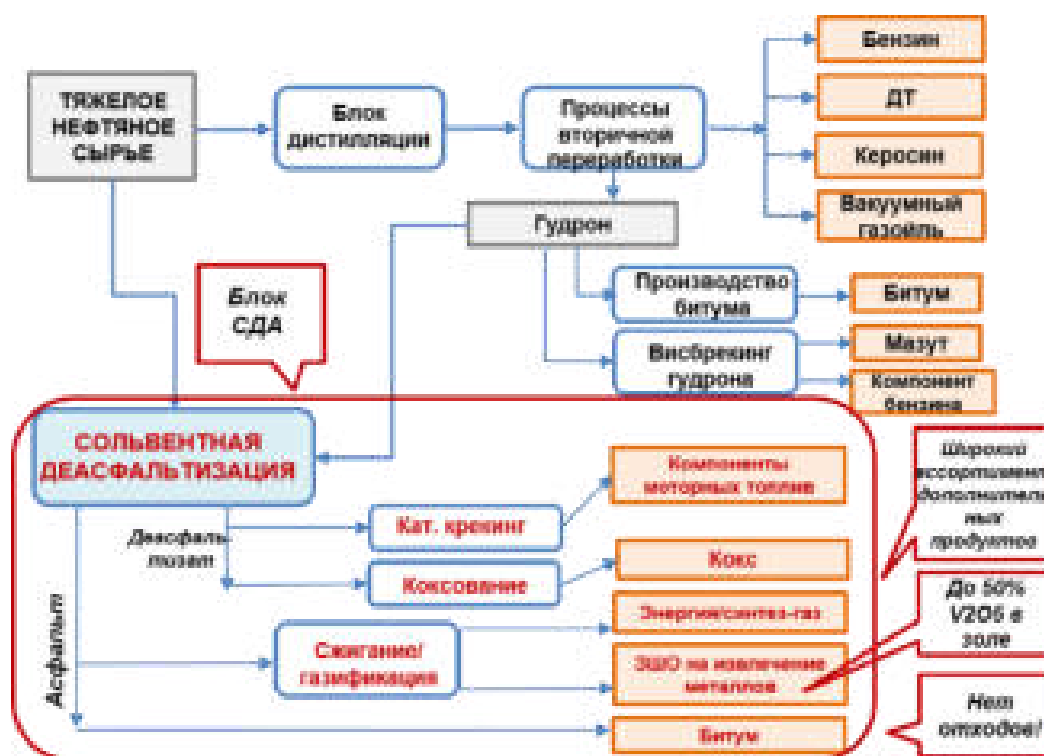 Бензин
ТЯЖЕЛОЕ
НЕФТЯНОЕ
СЫРЬЕ
Блок
дистилляции
Процессы
вторичной
переработки
ДТ
Керосин
Вакуумный
газойль
Гудрон
Блок
СДА
Производство
битума
Битум
Висбрекинг
гудрона
Мазут
Компонент
бензина
СОЛЬВЕНТНАЯ
ДЕАСФАЛЬТИЗАЦИЯ
Компоненты
моторных топлив
Широкий
ассортимент
дополнитель
ных
продуктов
Деасфаль
тизат
Кат. крекинг
Коксование
Кокс
Асфальт
Сжигание/
газификация
Энергия/синтез-газ
ЗШО на извлечение
металлов
До 50%
V2O5 в
золе
Битум
Нет
отходов!